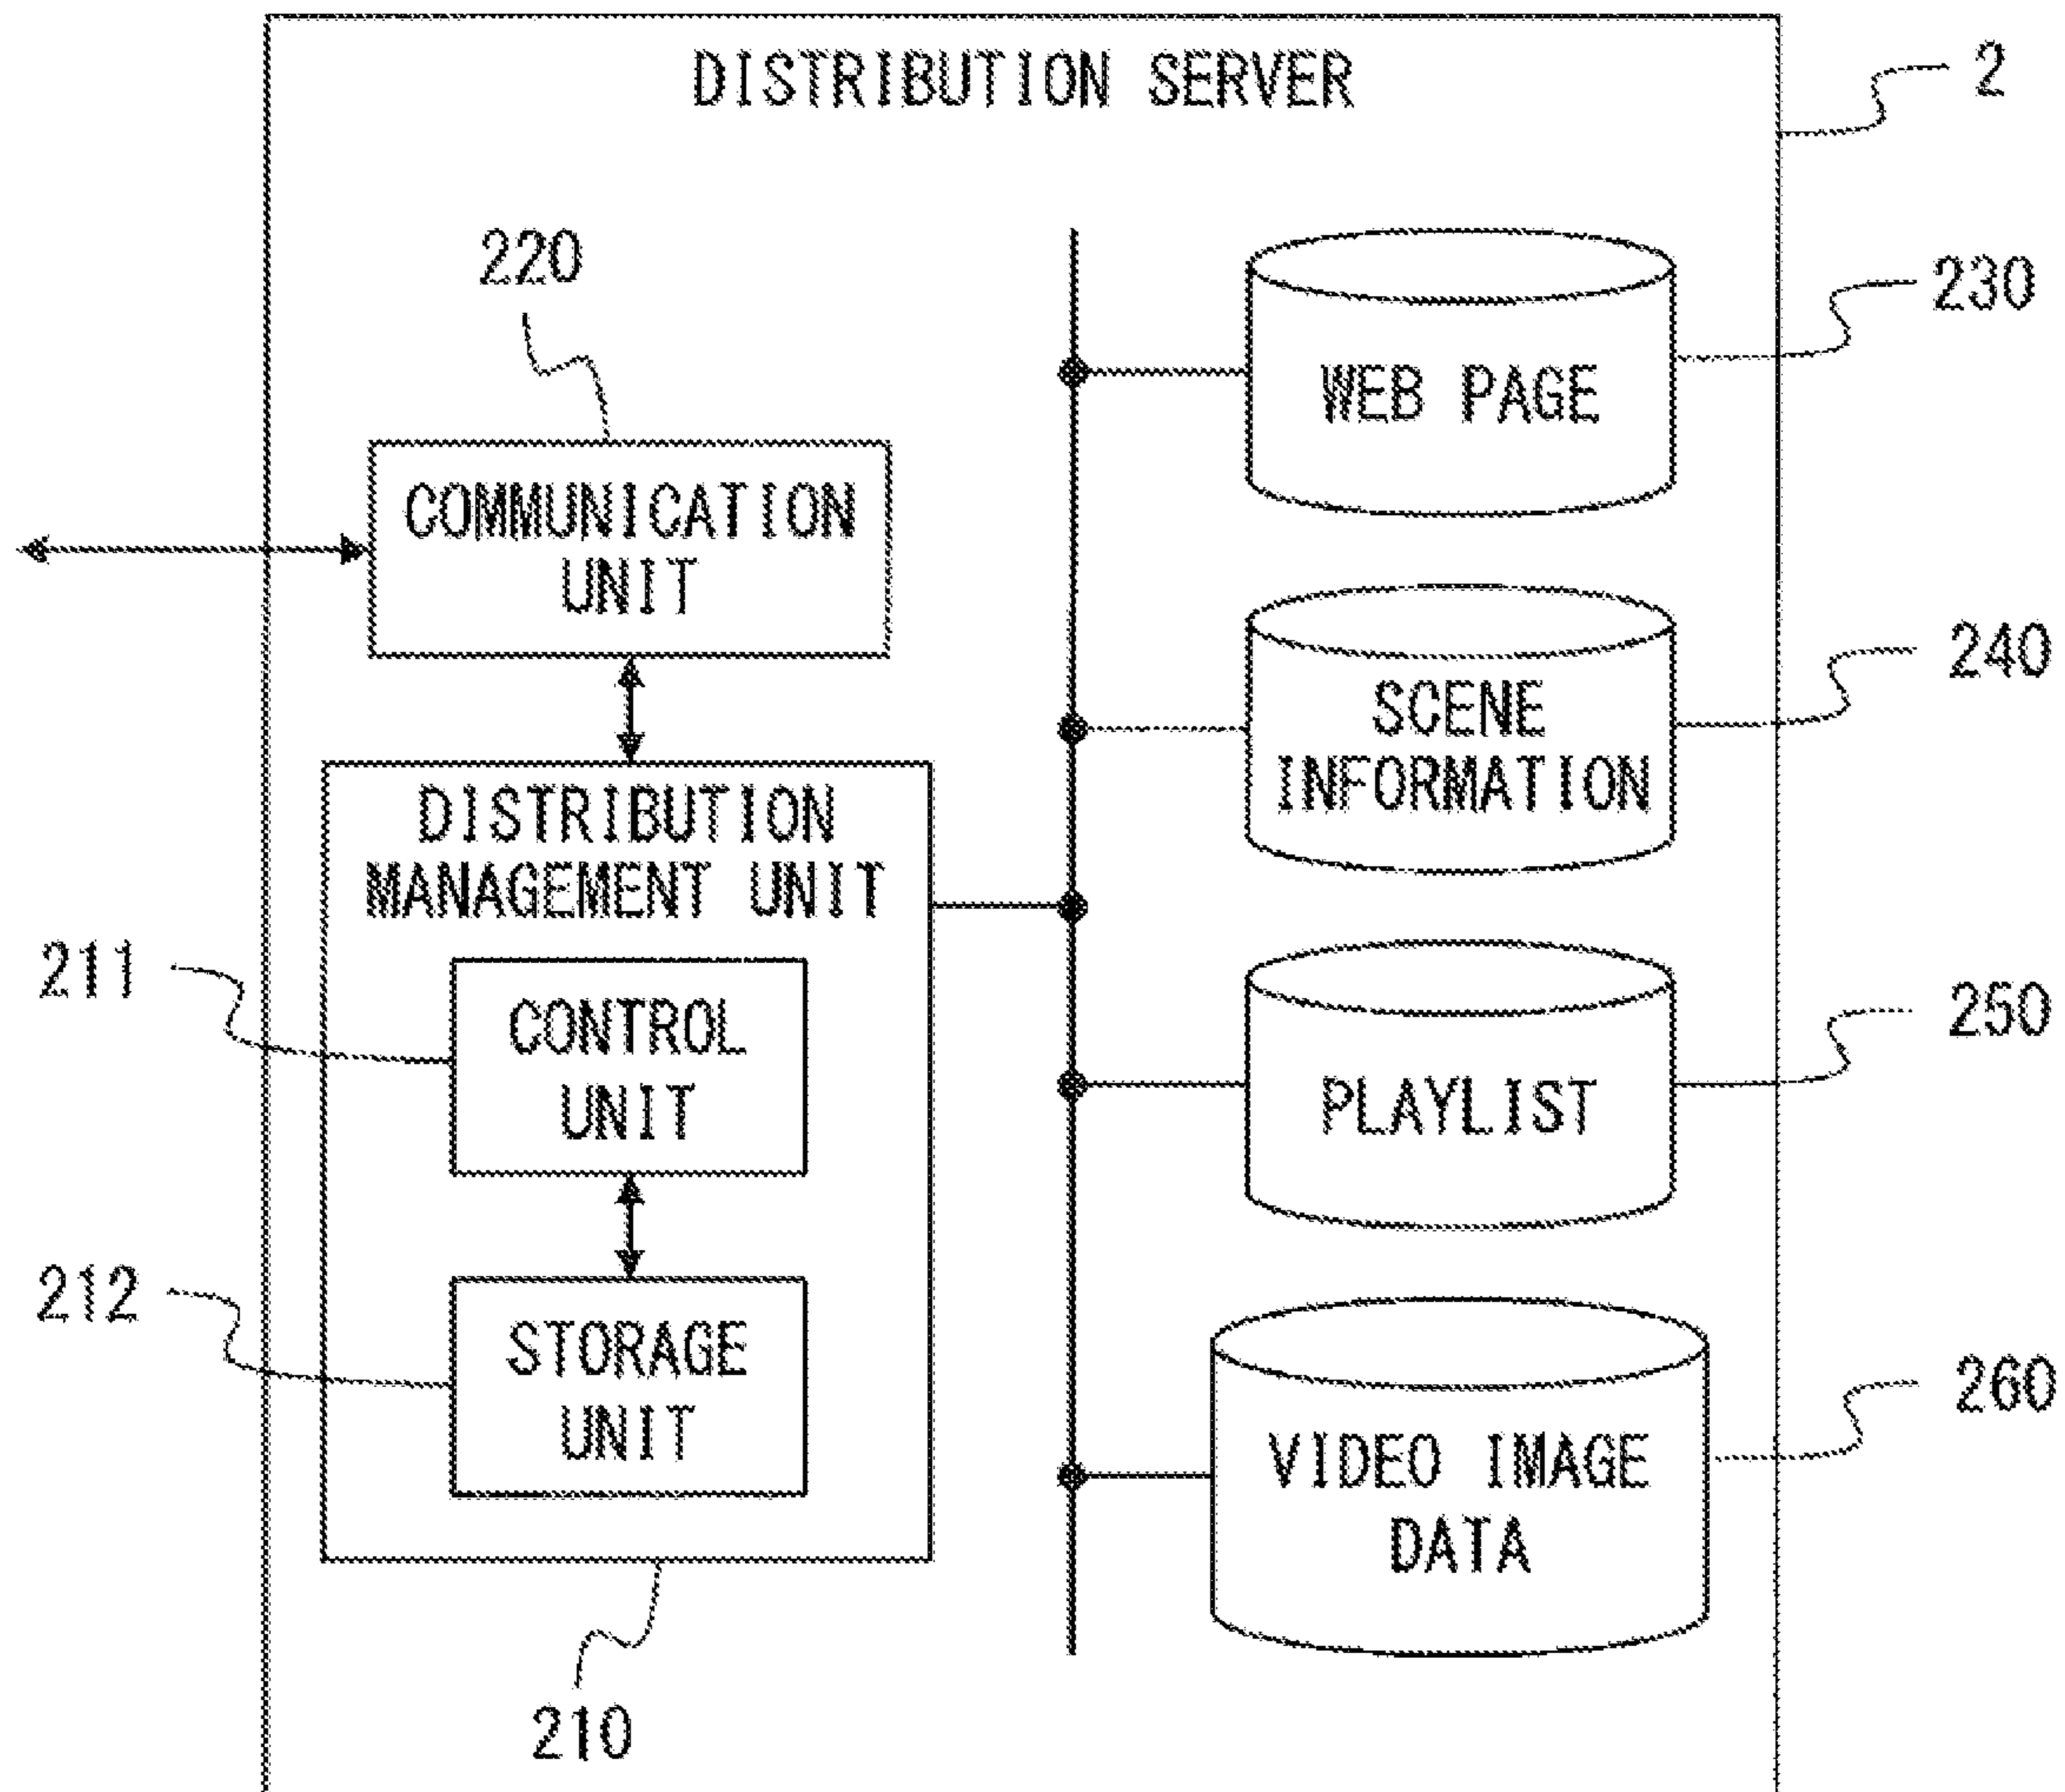 DISTRIBUTION SERVER
2
220
230
WEB PAGE
COMMUNICATION
UNIT
240
SCENE
INFORMATION
DISTRIBUTION
MANAGEMENT UNIT
211
CONTROL
UNIT
250
PLAYLIST
212
STORAGE
UNIT
260
VIDEO IMAGE
DATA
210